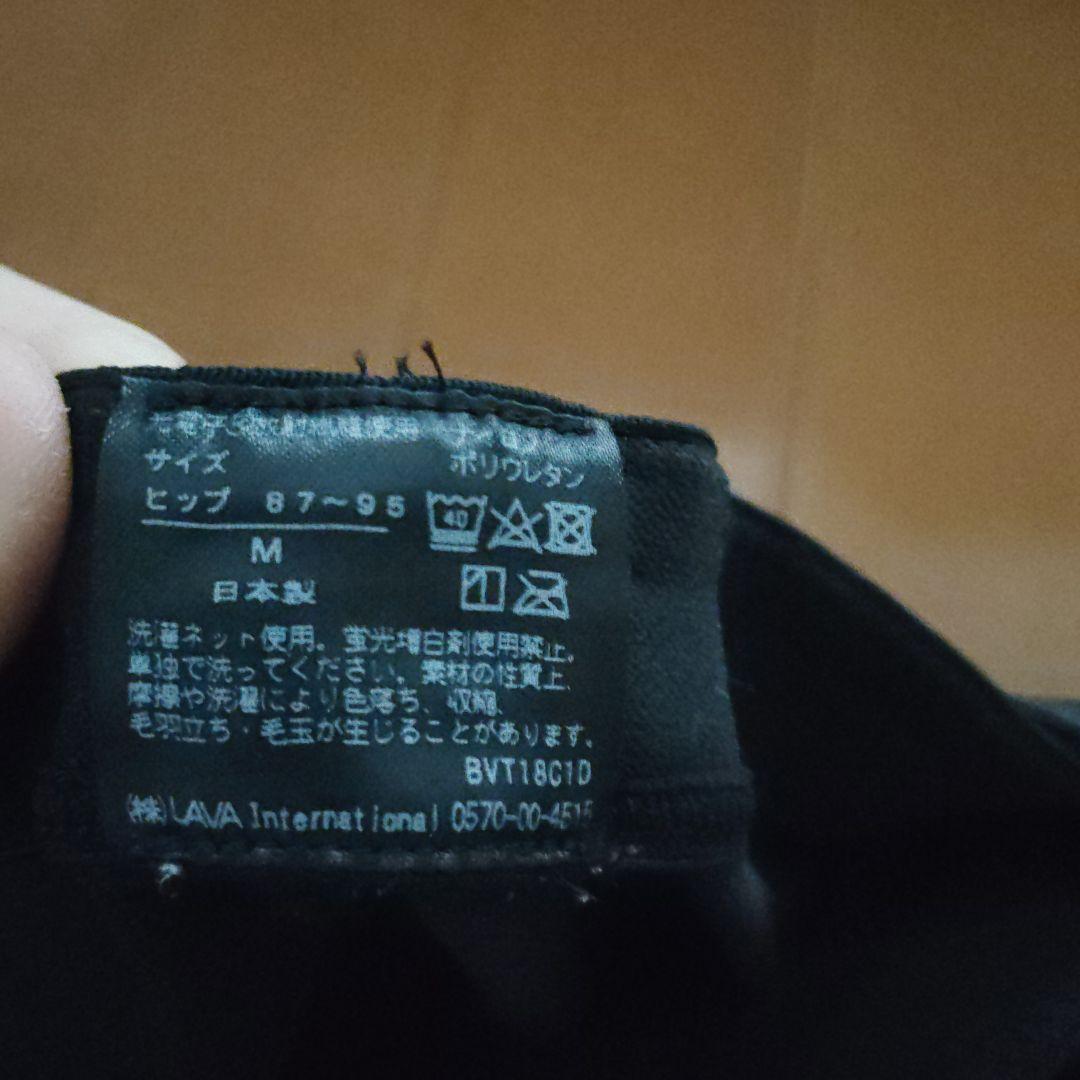 サイズ
ポリウレタン
ヒップ 87～95
40
M
日本製
洗濯ネット使用。蛍光増白剤使用禁止。
単独で洗ってください。素材の性質上、
摩擦や洗濯により色落ち、収縮、
毛羽立ち・毛玉が生じることがあります。
BVT18C1D
(株)LAVA International 0570-00-4515